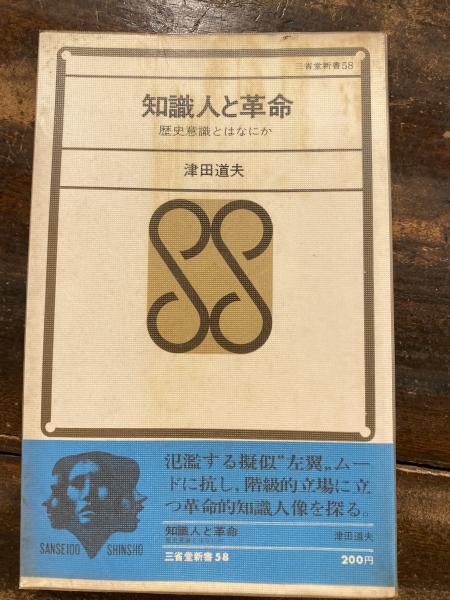 三省堂新書58
知識人と革命
歴史意識とはなにか
津田道夫
SS
氾濫する擬似"左翼„ムー
ドに抗し,階級的立場に立
つ革命的知識人像を探る。
知識人と革命
津田道夫
三省堂新書58
200円
SANSEIDO SHINSHO